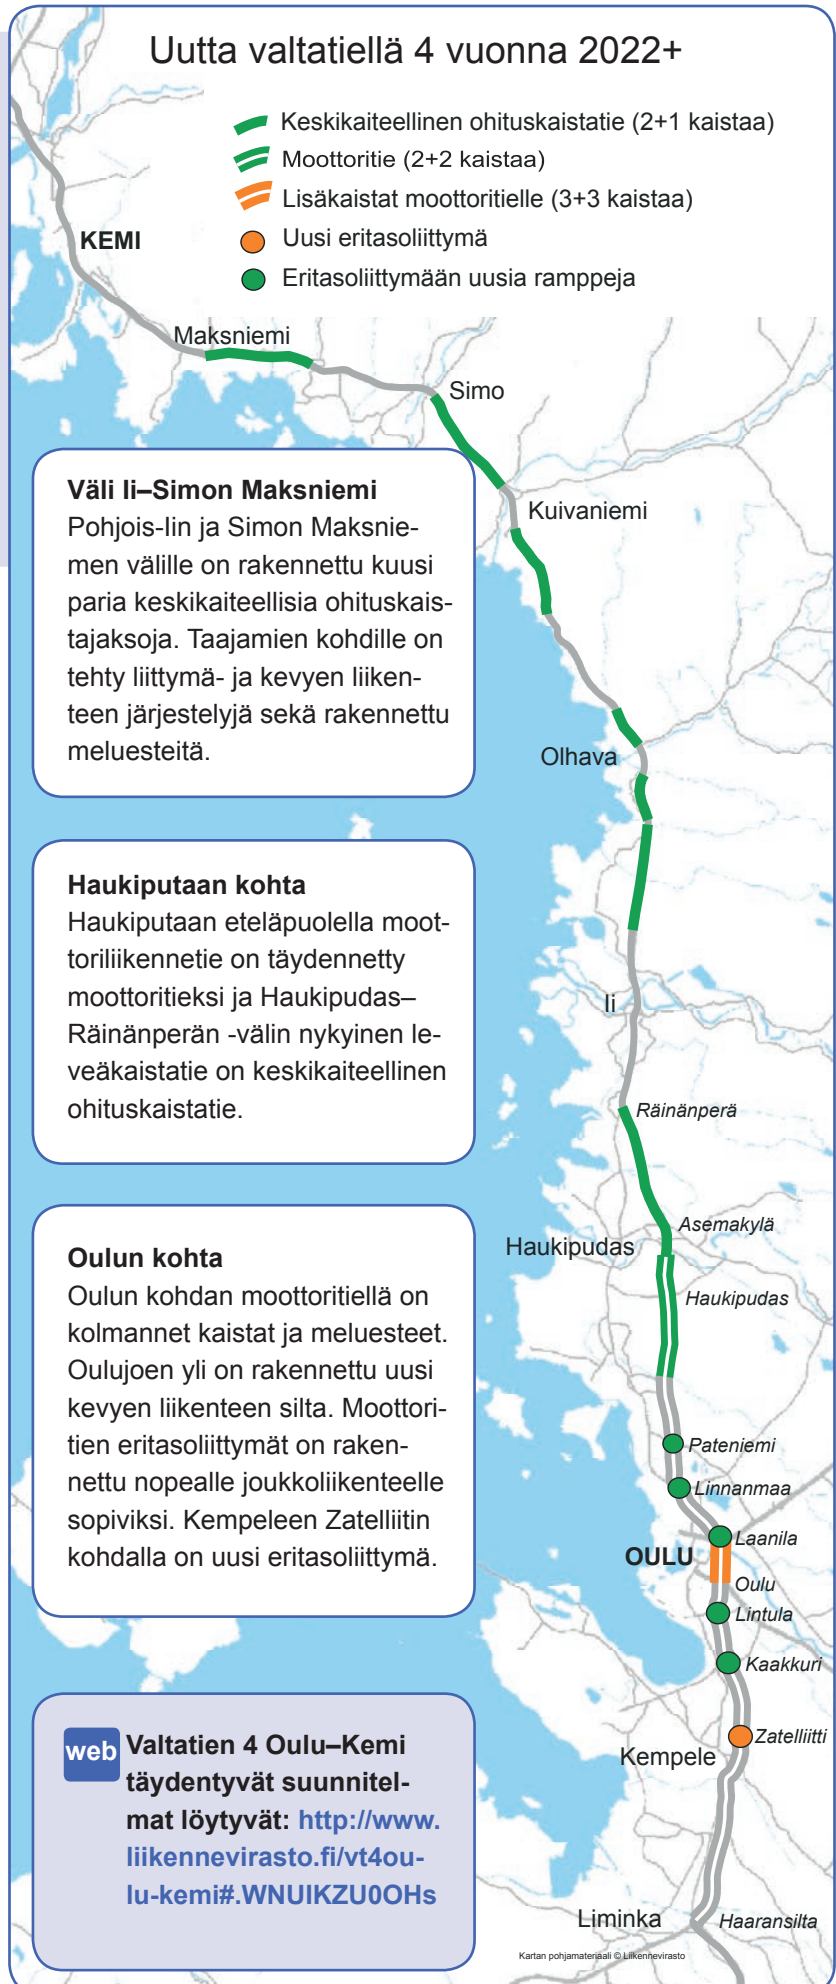 Uutta valtatiellä 4 vuonna 2022+
Keskikaiteellinen ohituskaistatie (2+1 kaistaa)
Moottoritie (2+2 kaistaa)
Lisäkaistat moottoritielle (3+3 kaistaa)
Uusi eritasoliittymä
Eritasoliittymään uusia ramppeja
KEMI
Maksniemi
Simo
Kuivaniemi
Olhava
Ii
Räinänperä
Asemakylä
Haukipudas
Haukipudas
Pateniemi
Linnanmaa
Laanila
OULU
Oulu
Lintula
Kaakkuri
Zatelliitti
Kempele
Liminka
Haaransilta
Väli Ii–Simon Maksniemi
Pohjois-Iin ja Simon Maksnie-
men välille on rakennettu kuusi
paria keskikaiteellisia ohituskais-
tajaksoja. Taajamien kohdille on
tehty liittymä- ja kevyen liiken-
teen järjestelyjä sekä rakennettu
meluesteitä.
Haukiputaan kohta
Haukiputaan eteläpuolella moot-
toriliikennetie on täydennetty
moottoritieksi ja Haukipudas–
Räinänperän -välin nykyinen le-
veäkaistatie on keskikaiteellinen
ohituskaistatie.
Oulun kohta
Oulun kohdan moottoritiellä on
kolmannet kaistat ja meluesteet.
Oulujoen yli on rakennettu uusi
kevyen liikenteen silta. Moottori-
tien eritasoliittymät on raken-
nettu nopealle joukkoliikenteelle
sopiviksi. Kempeleen Zatelliitin
kohdalla on uusi eritasoliittymä.
web
Valtatien 4 Oulu–Kemi
täydentyvät suunnitel-
mat löytyvät: http://www.
liikennevirasto.fi/vt4ou-
lu-kemi#.WNUIKZU0OHs
Kartan pohjamateriaali © Liikennevirasto